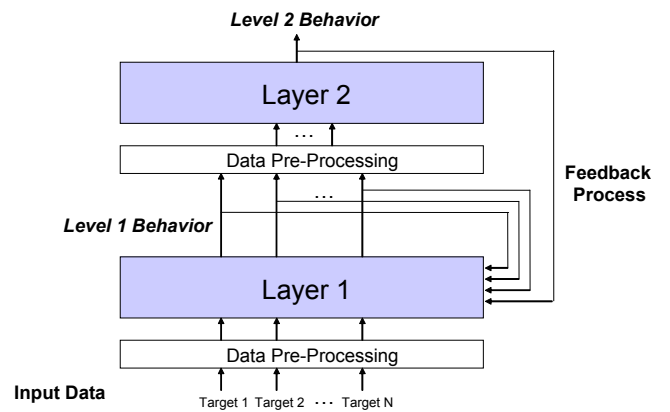 Level 2 Behavior
Layer 2
...
Data Pre-Processing
Feedback
Process
...
Level 1 Behavior
Layer 1
Data Pre-Processing
Input Data
Target 1 Target 2 ... Target N